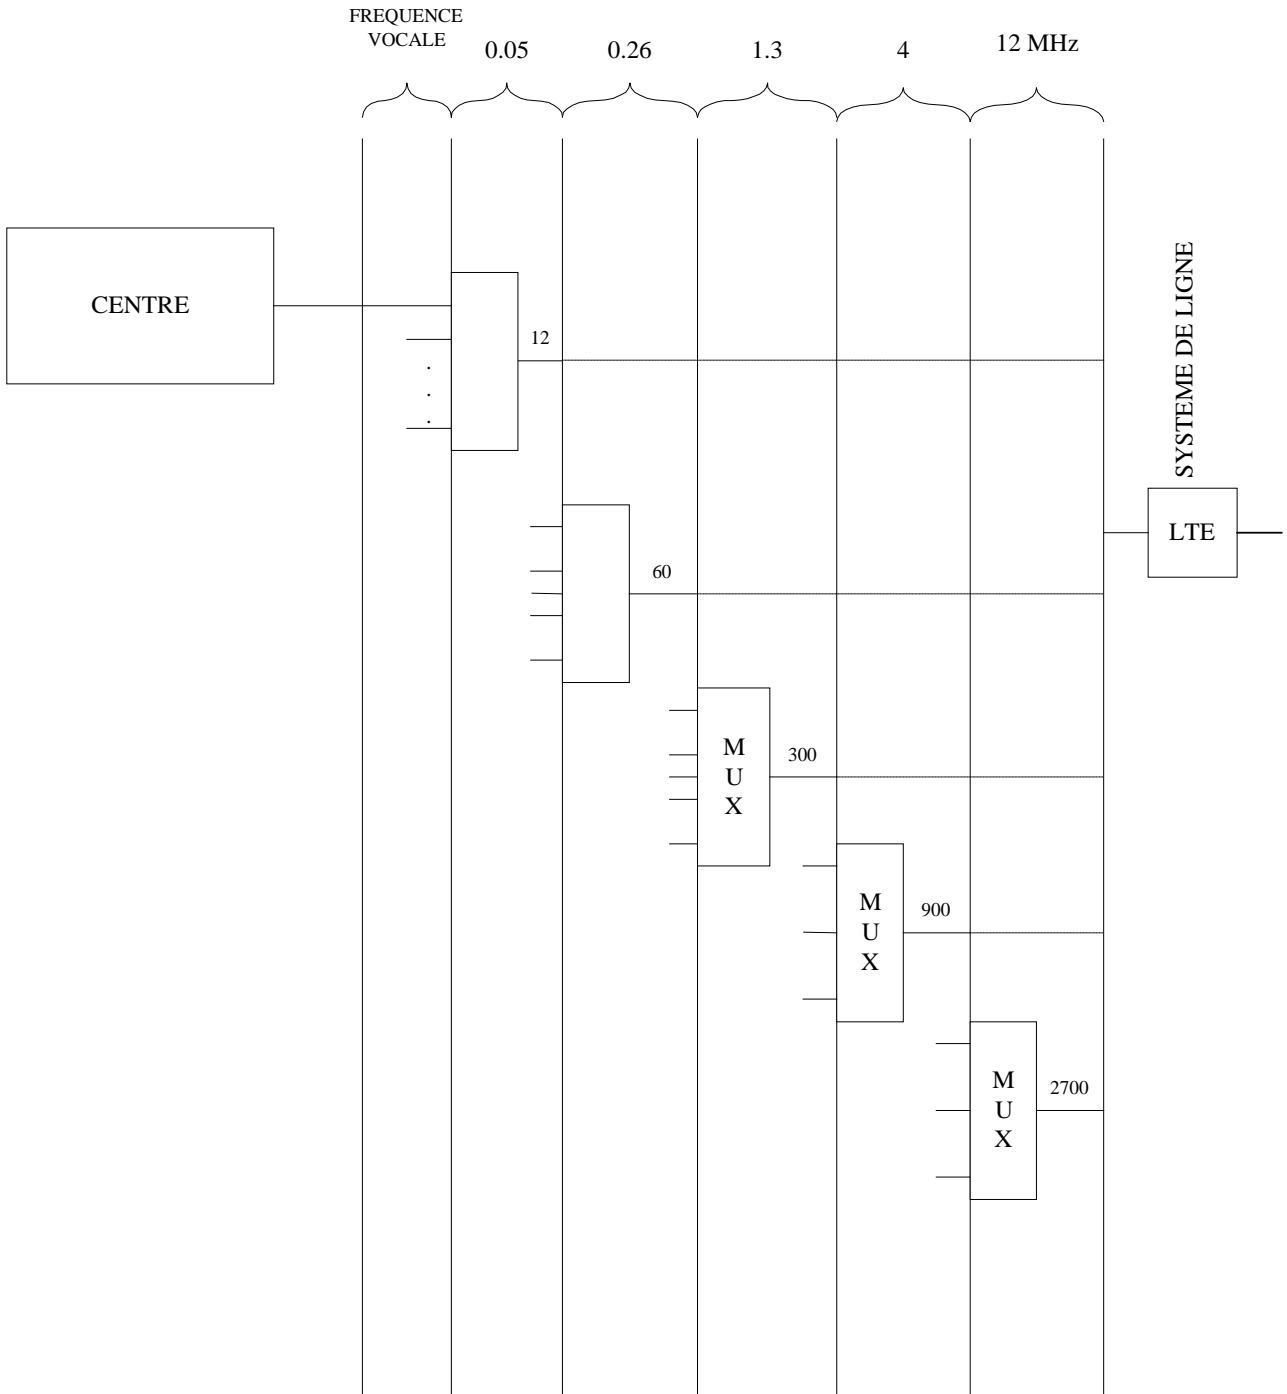 FREQUENCE
VOCALE
0.05
0.26
1.3
4
12 MHz
CENTRE
12
.
.
.
SYSTEME DE LIGNE
LTE
60
M
U
X
300
M
U
X
900
M
U
X
2700